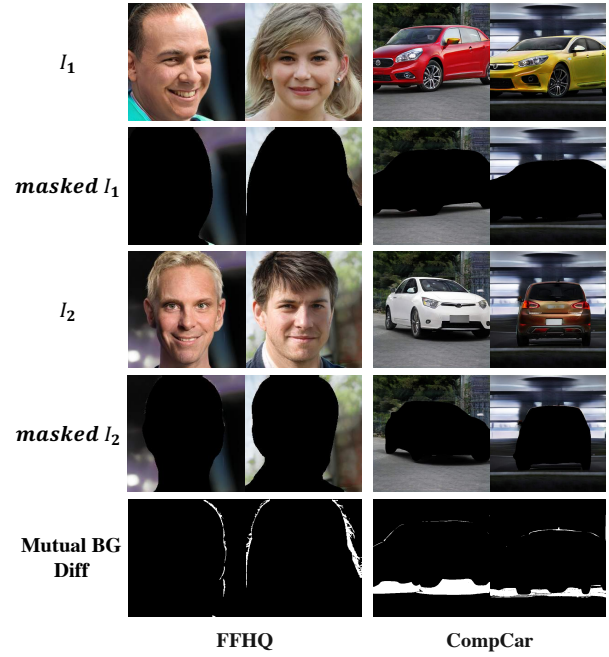 I₁
masked I₁
I₂
masked I₂
Mutual BG
Diff
FFHQ
CompCar